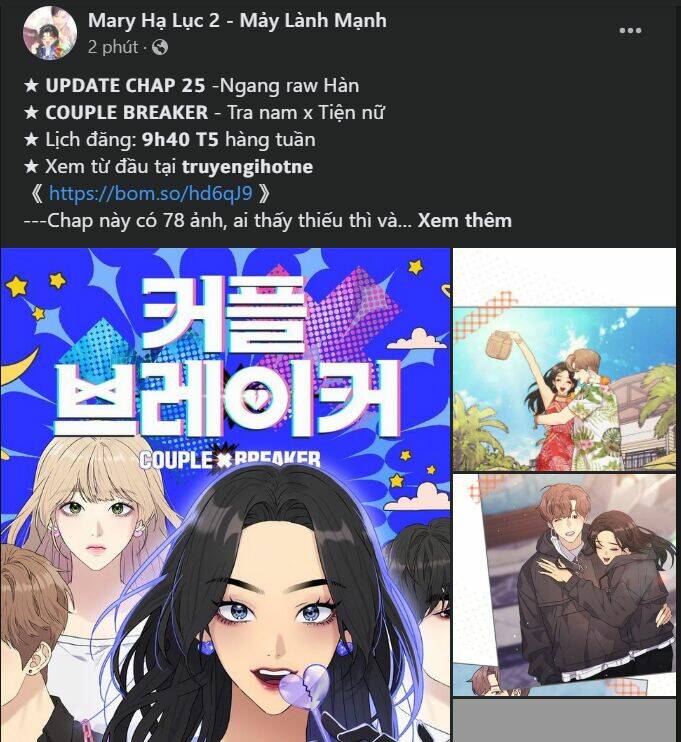 Mary Hạ Lục 2 - Mảy Lành Mạnh
2 phút ·
★ UPDATE CHAP 25 -Ngang raw Hàn
★ COUPLE BREAKER - Tra nam x Tiện nữ
★ Lịch đăng: 9h40 T5 hàng tuần
★ Xem từ đầu tại truyengihotne
《 https://bom.so/hd6qJ9 》
---Chap này có 78 ảnh, ai thấy thiếu thì và... Xem thêm
커플
브레이커
COUPLE✖BREAKER